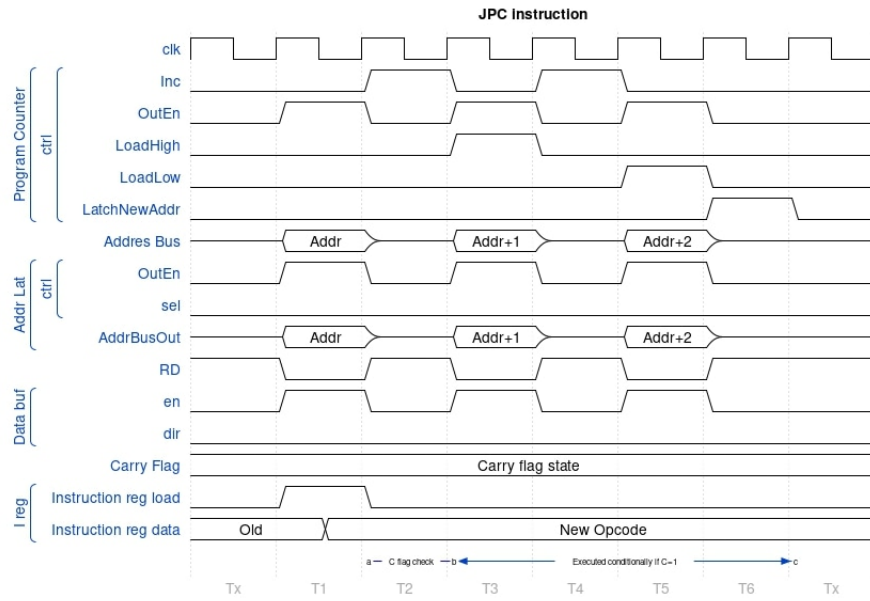 JPC instruction
clk
Program Counter
ctrl
Inc
OutEn
LoadHigh
LoadLow
LatchNewAddr
Addres Bus Addr Addr+1 Addr+2
Addr Lat
ctrl
OutEn
sel
AddrBusOut Addr Addr+1 Addr+2
RD
Data buf
en
dir
Carry Flag Carry flag state
I reg
Instruction reg load
Instruction reg data Old New Opcode
a C flag check b Executed conditionally if C=1 c
Tx T1 T2 T3 T4 T5 T6 Tx